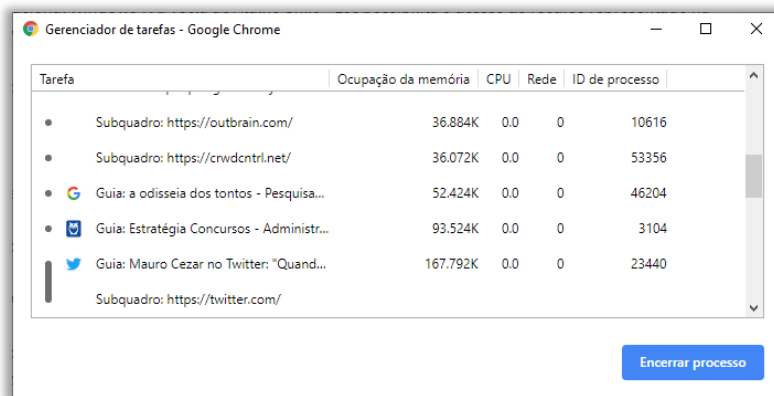 Gerenciador de tarefas - Google Chrome
Tarefa Ocupação da memória CPU Rede ID de processo
Subquadro: https://outbrain.com/ 36.884K 0.0 0 10616
Subquadro: https://crwdcntrl.net/ 36.072K 0.0 0 53356
Guia: a odisseia dos tontos - Pesquisa... 52.424K 0.0 0 46204
Guia: Estratégia Concursos - Administr... 93.524K 0.0 0 3104
Guia: Mauro Cezar no Twitter: "Quand... 167.792K 0.0 0 23440
Subquadro: https://twitter.com/
Encerrar processo